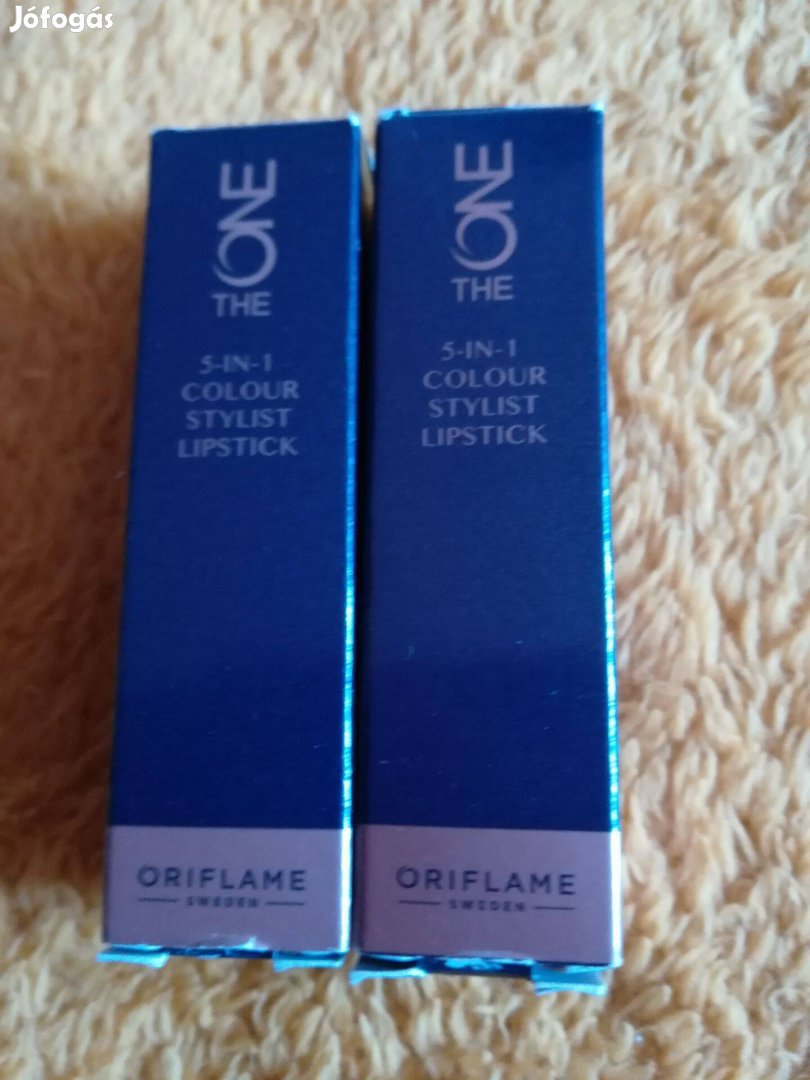 Jófogás
THE ONE
5-IN-1
COLOUR
STYLIST
LIPSTICK
ORIFLAME
SWEDEN
THE ONE
5-IN-1
COLOUR
STYLIST
LIPSTICK
ORIFLAME
SWEDEN